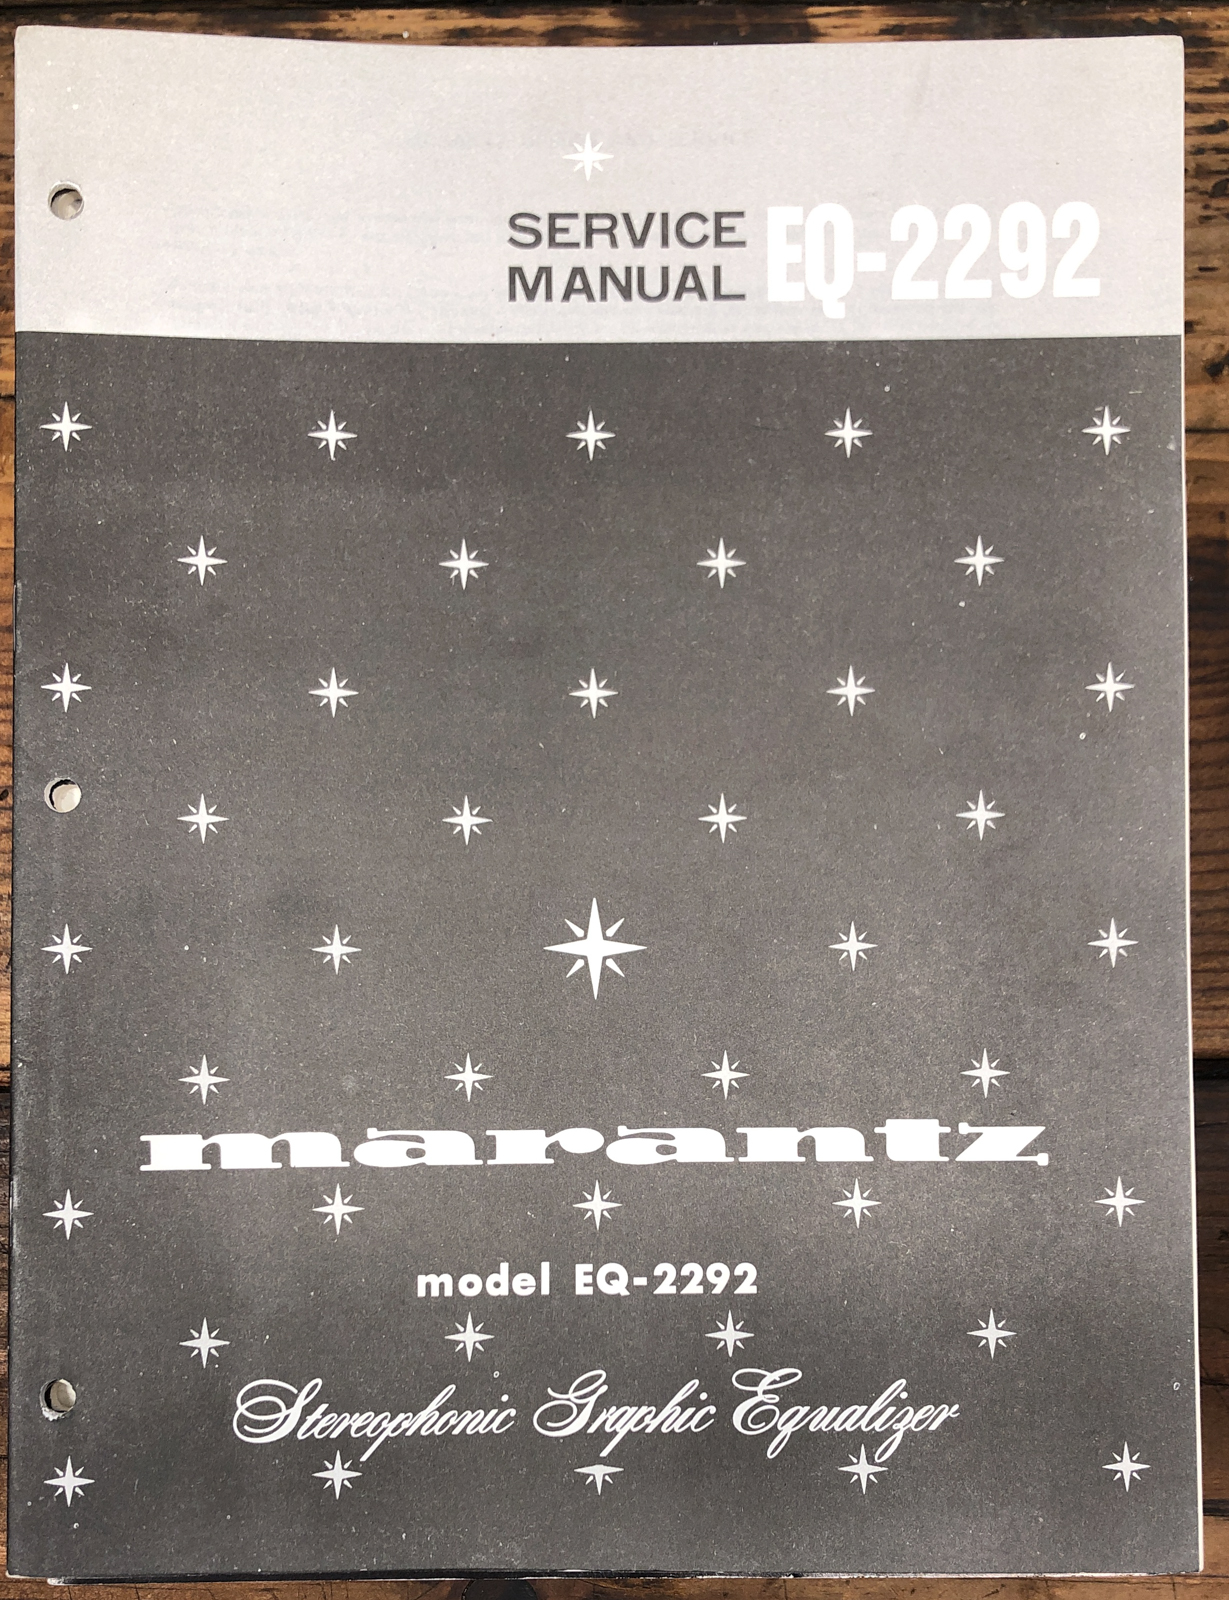 SERVICE
MANUAL EQ-2292
marantz
model EQ-2292
Stereophonic Graphic Equalizer